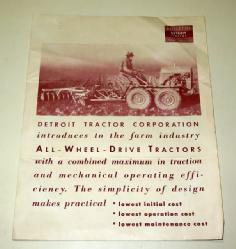 DETROIT TRACTOR CORPORATION
introduces to the farm industry
ALL-WHEEL-DRIVE TRACTORS
with a combined maximum in traction
and mechanical operating effi-
ciency. The simplicity of design
makes practical • lowest initial cost
• lowest operation cost
• lowest maintenance cost